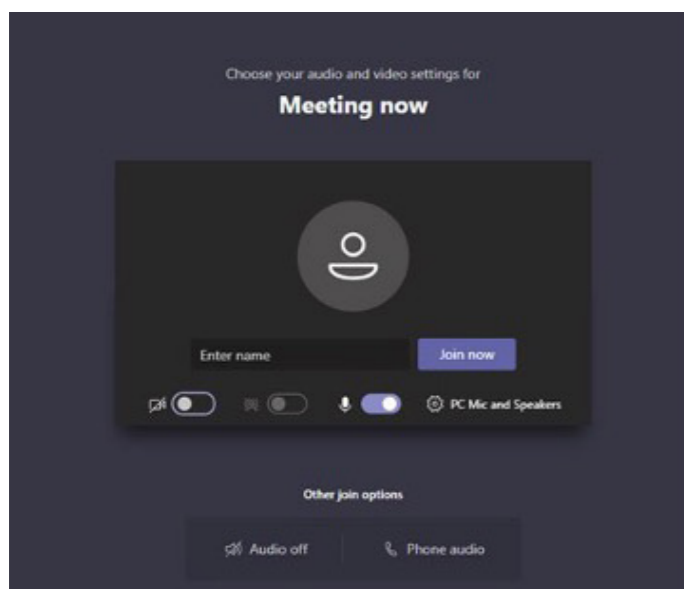 Choose your audio and video settings for
Meeting now
Enter name
Join now
PC Mic and Speakers
Other join options
Audio off
Phone audio